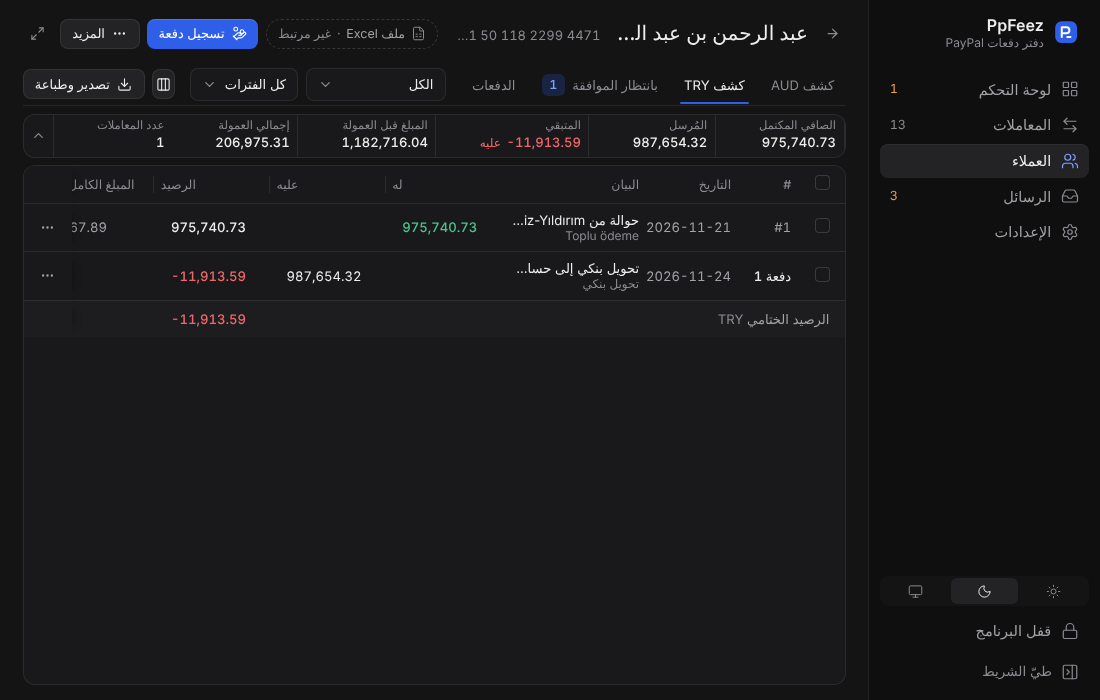 PpFeez
دفتر دفعات PayPal
لوحة التحكم 1
المعاملات 13
العملاء
الرسائل 3
الإعدادات
قفل البرنامج
طيّ الشريط
عبد الرحمن بن عبد الـ...
...1 50 118 2299 4471
ملف Excel · غير مرتبط
تسجيل دفعة
المزيد
كشف AUD
كشف TRY
بانتظار الموافقة 1
الدفعات
الكل
كل الفترات
تصدير وطباعة
الصافي المكتمل
975,740.73
المُرسل
987,654.32
المتبقي
-11,913.59 عليه
المبلغ قبل العمولة
1,182,716.04
إجمالي العمولة
206,975.31
عدد المعاملات
1
# التاريخ البيان له عليه الرصيد المبلغ الكامل
#1 2026-11-21 حوالة من iz-Yıldırım... 975,740.73 975,740.73 67.89
Toplu ödeme
دفعة 1 2026-11-24 تحويل بنكي إلى حسا... 987,654.32 -11,913.59
تحويل بنكي
الرصيد الختامي TRY -11,913.59